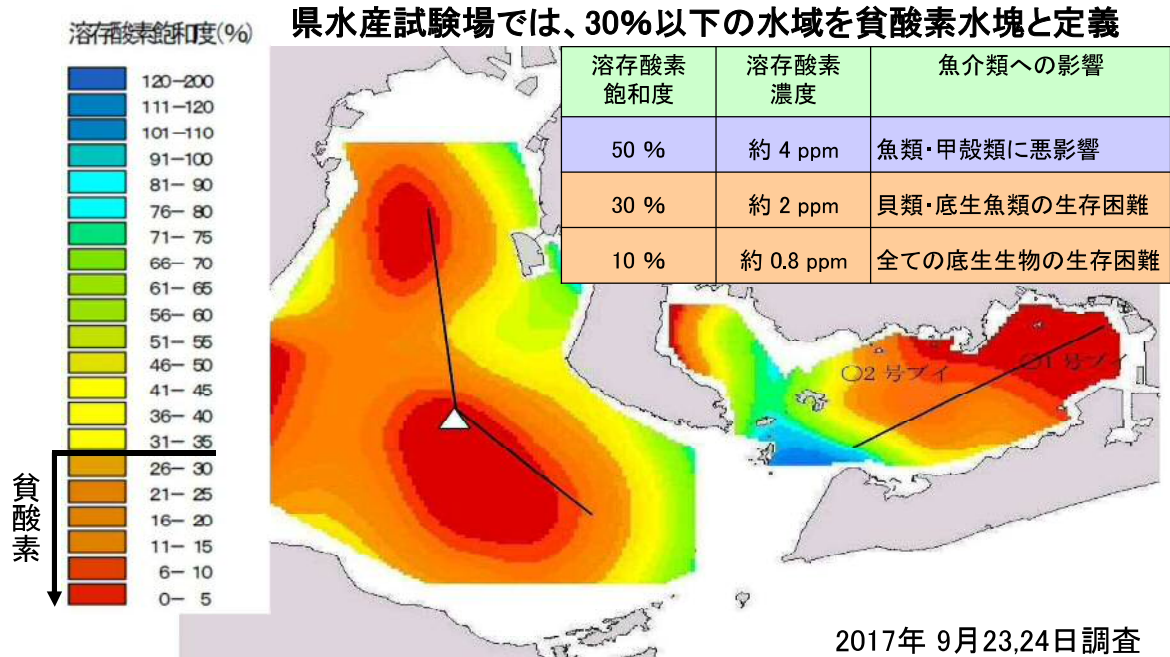 県水産試験場では、30%以下の水域を貧酸素水塊と定義
溶存酸素飽和度(%)
120-200
111-120
101-110
91-100
81- 90
76- 80
71- 75
66- 70
61- 65
56- 60
51- 55
46- 50
41- 45
36- 40
31- 35
26- 30
21- 25
16- 20
11- 15
6- 10
0- 5
貧酸素
溶存酸素
飽和度
溶存酸素
濃度
魚介類への影響
50 %
約 4 ppm
魚類・甲殻類に悪影響
30 %
約 2 ppm
貝類・底生魚類の生存困難
10 %
約 0.8 ppm
全ての底生生物の生存困難
○2 号ブイ
○1 号ブイ
2017年 9月23,24日調査